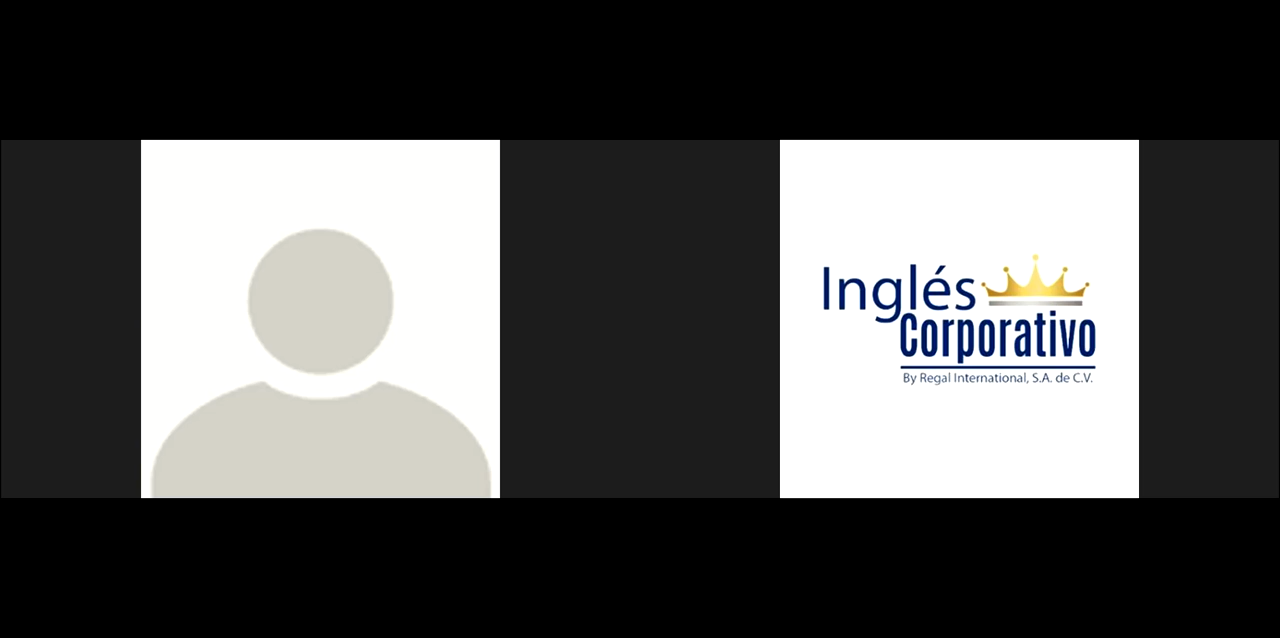 Inglés
Corporativo
By Regal International, S.A. de C.V.